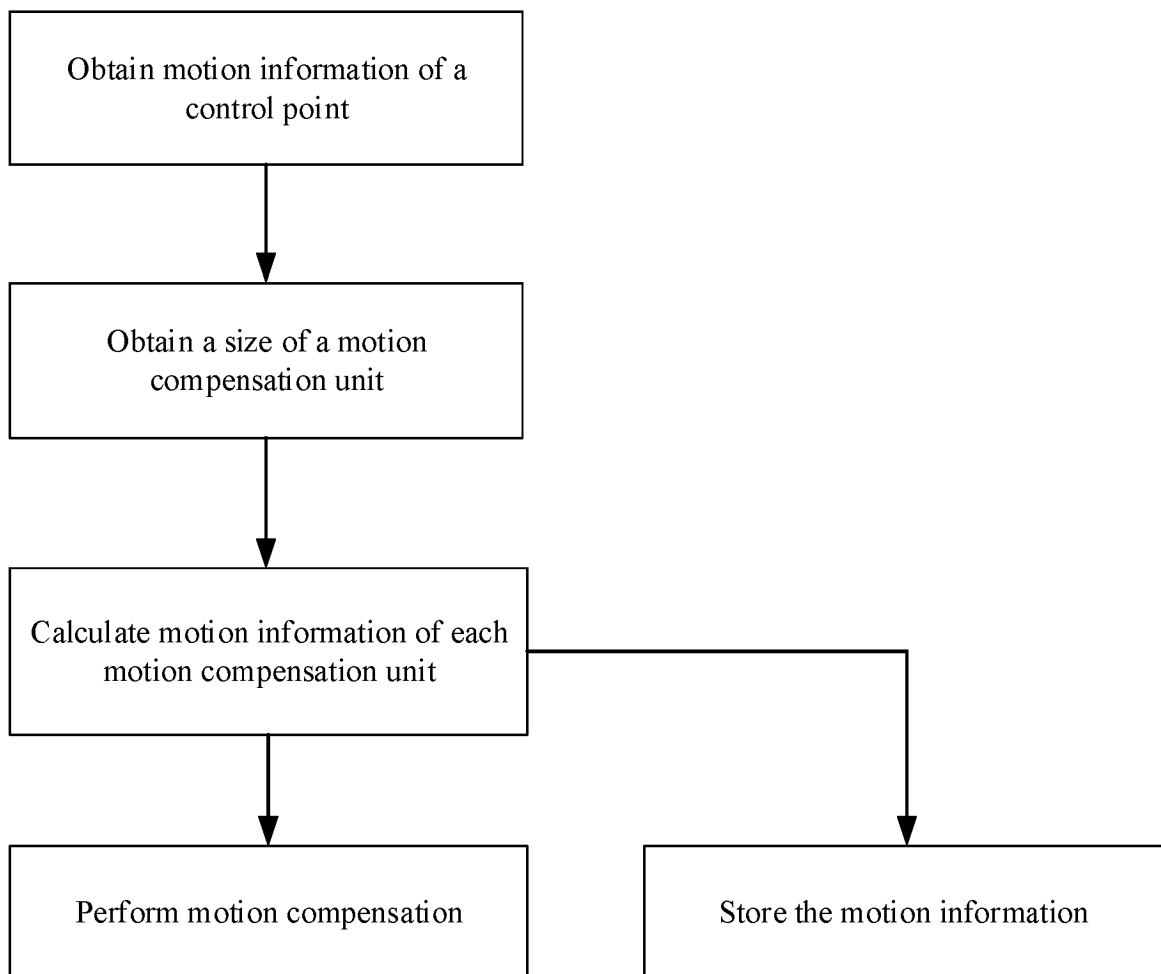 Obtain motion information of a
control point
Obtain a size of a motion
compensation unit
Calculate motion information of each
motion compensation unit
Perform motion compensation
Store the motion information